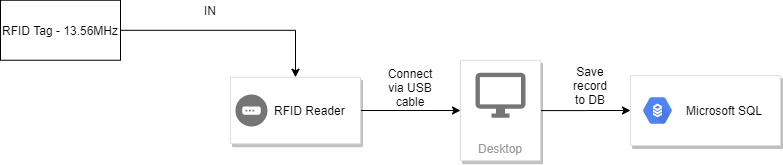 RFID Tag - 13.56MHz
IN
RFID Reader
Connect
via USB
cable
Desktop
Save
record
to DB
Microsoft SQL